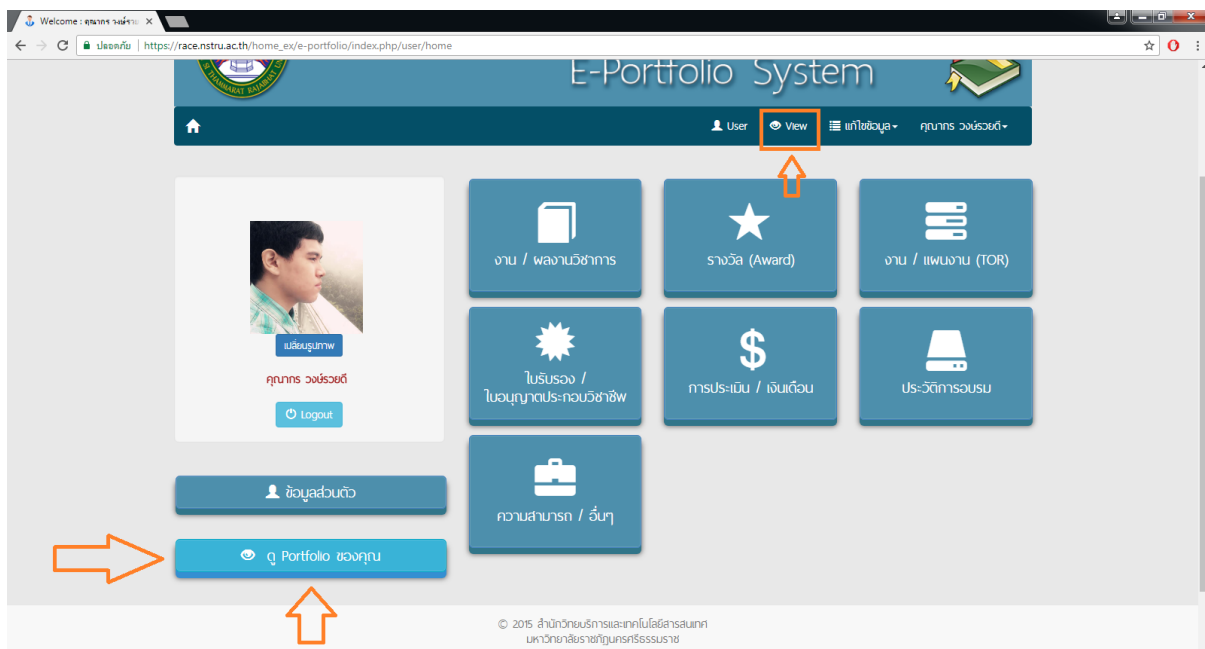 Welcome : คุณากร วงษ์ราย
ปลอดภัย | https://race.nstru.ac.th/home_ex/e-portfolio/index.php/user/home
E-Portfolio System
User View แก้ไขข้อมูล คุณากร วงษ์รวยดี
งาน / ผลงานวิชาการ
รางวัล (Award)
งาน / แผนงาน (TOR)
เปลี่ยนรูปภาพ
คุณากร วงษ์รวยดี
Logout
ใบรับรอง /
ใบอนุญาตประกอบวิชาชีพ
การประเมิน / เงินเดือน
ประวัติการอบรม
ข้อมูลส่วนตัว
ความสามารถ / อื่นๆ
ดู Portfolio ของคุณ
© 2015 สำนักวิทยบริการและเทคโนโลยีสารสนเทศ
มหาวิทยาลัยราชภัฏนครศรีธรรมราช